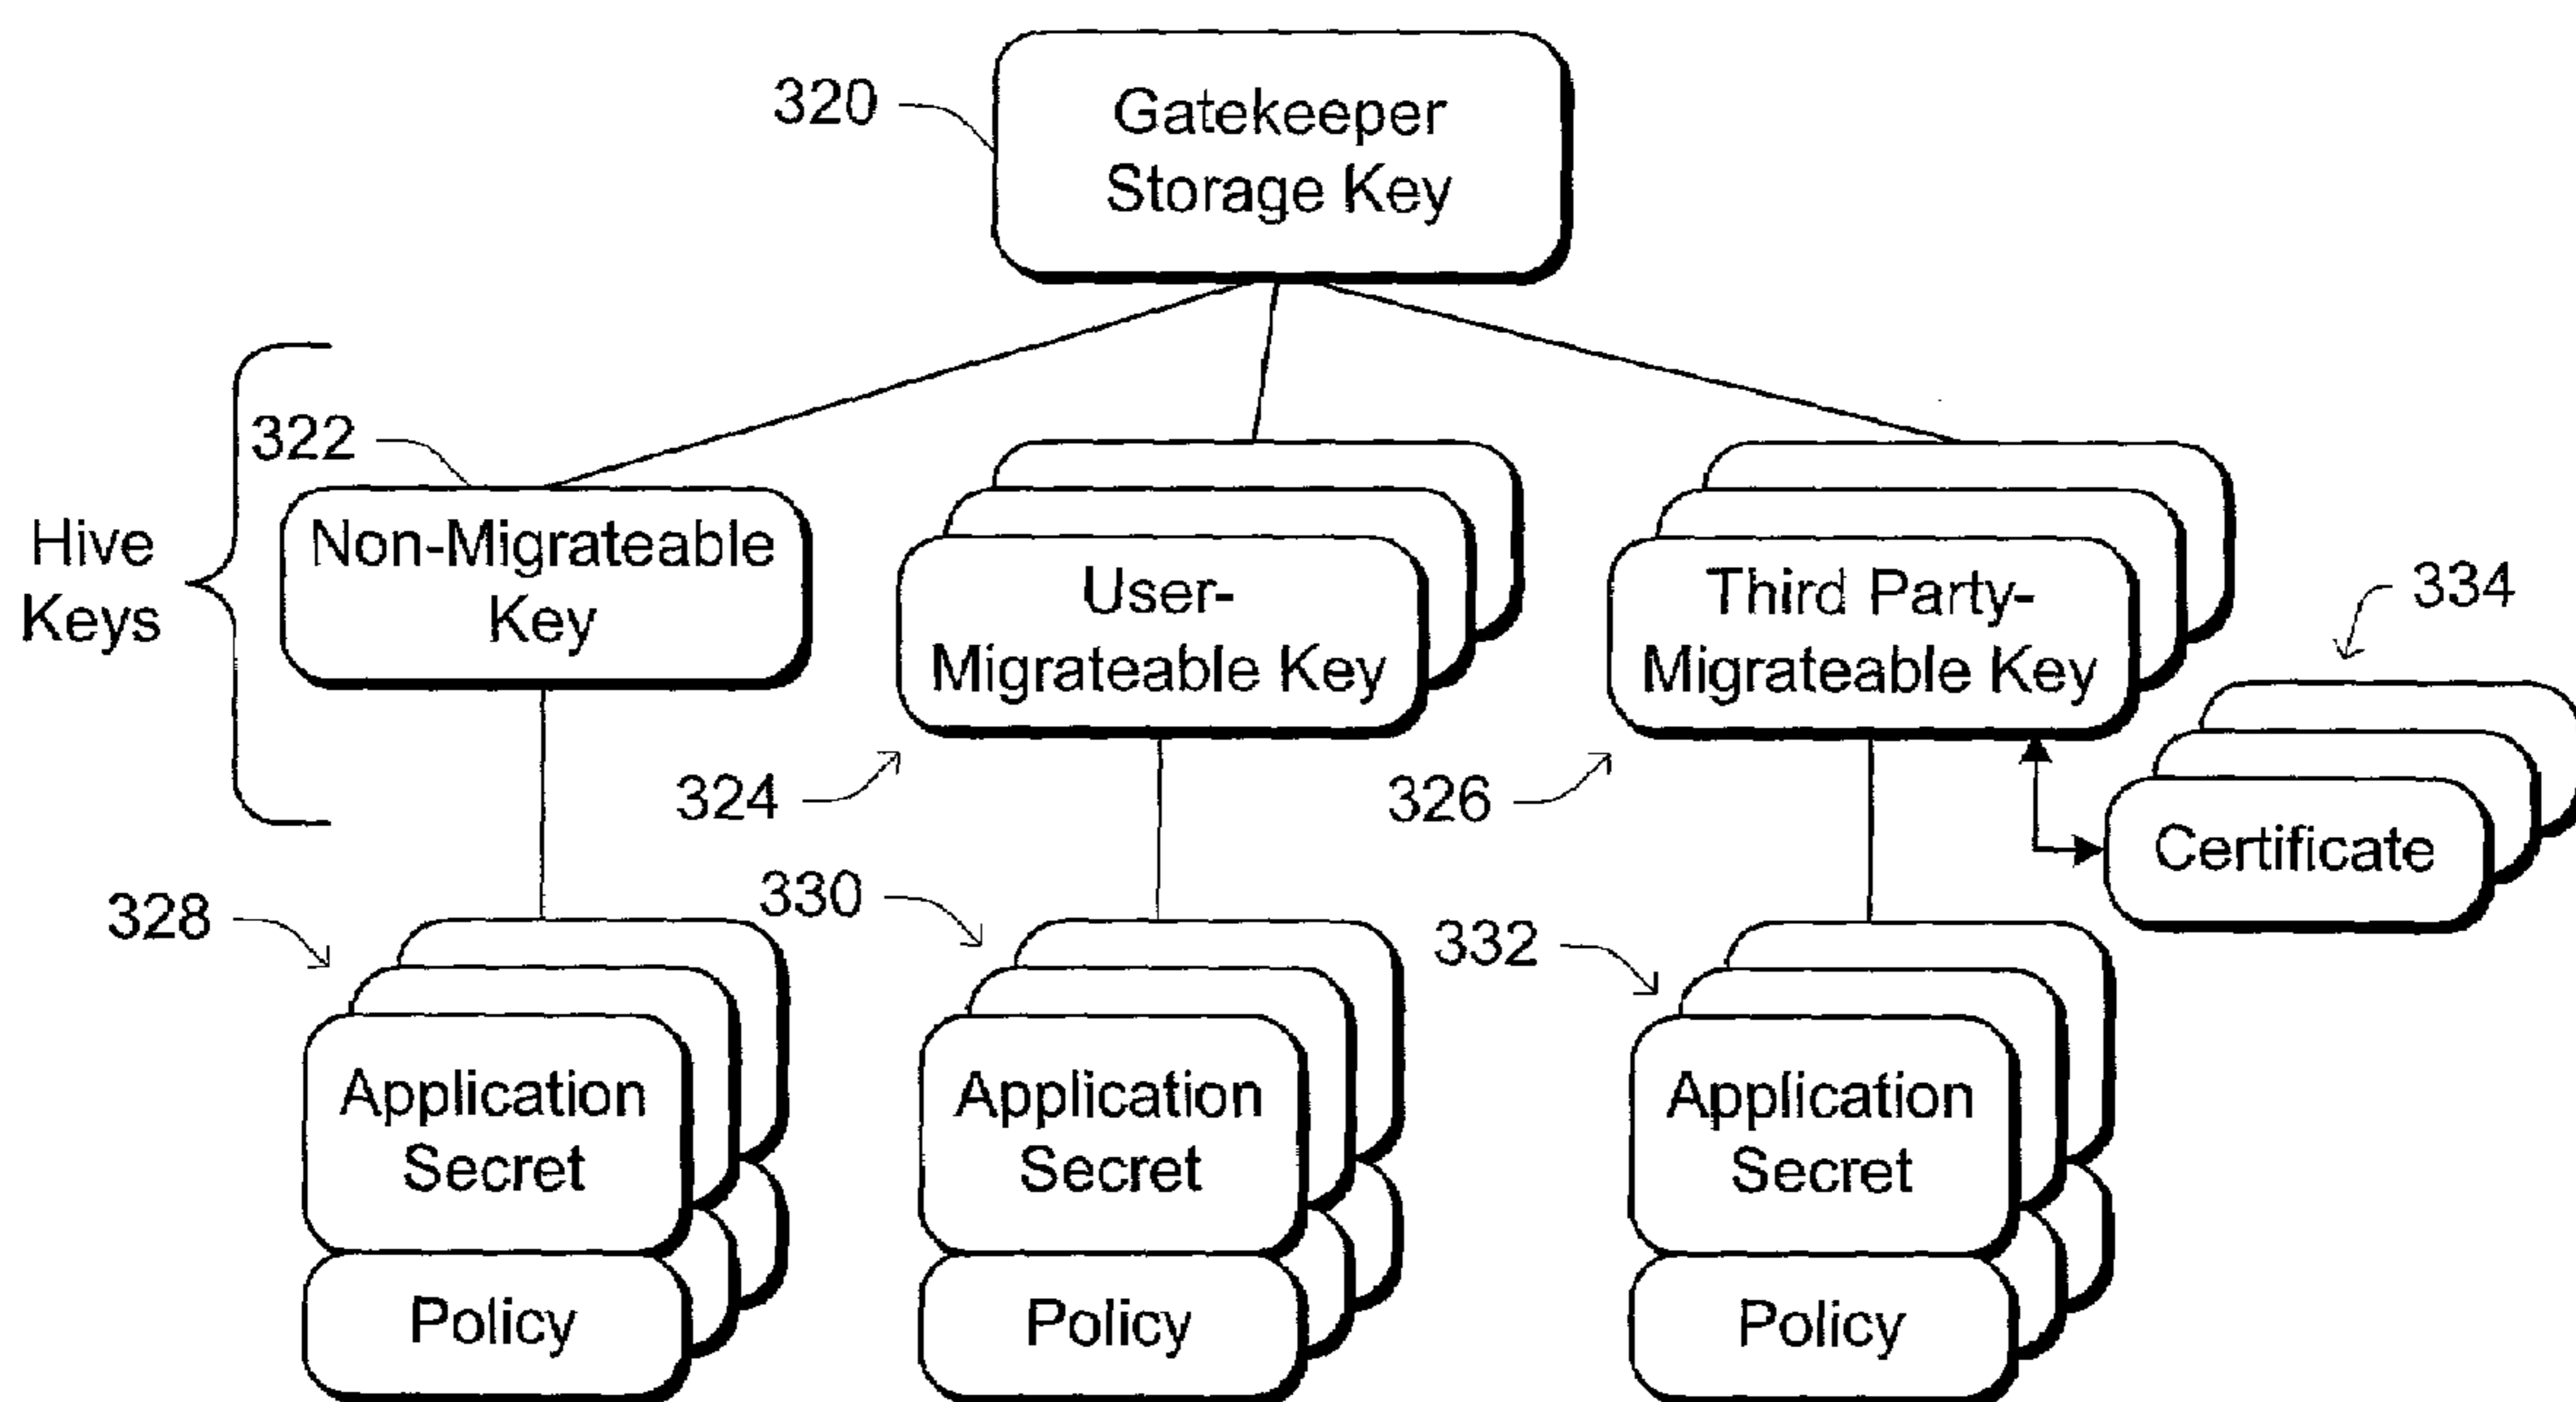 320
Gatekeeper
Storage Key
Hive
Keys
322
Non-Migrateable
Key
User-
Migrateable Key
324
Third Party-
Migrateable Key
326
334
Certificate
328
Application
Secret
Policy
330
Application
Secret
Policy
332
Application
Secret
Policy